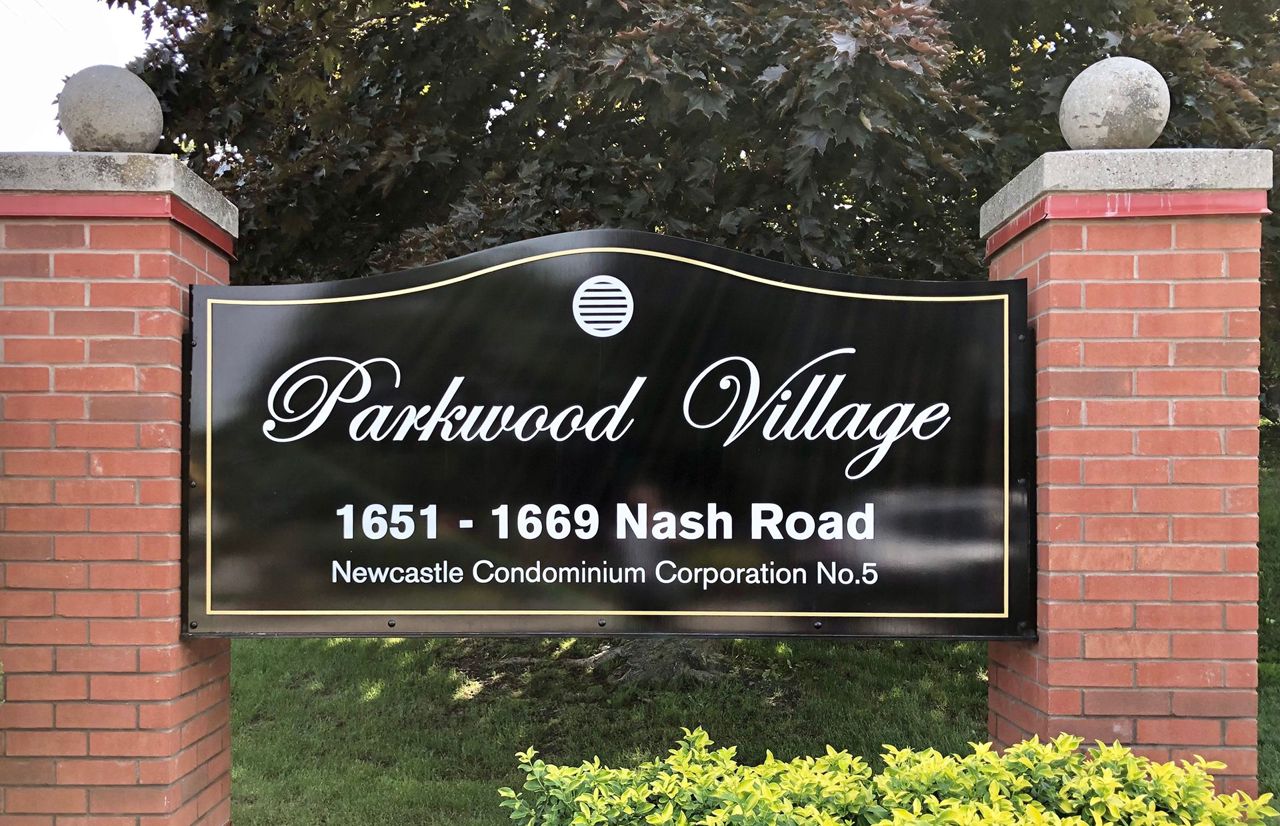 Parkwood Village
1651 - 1669 Nash Road
Newcastle Condominium Corporation No.5